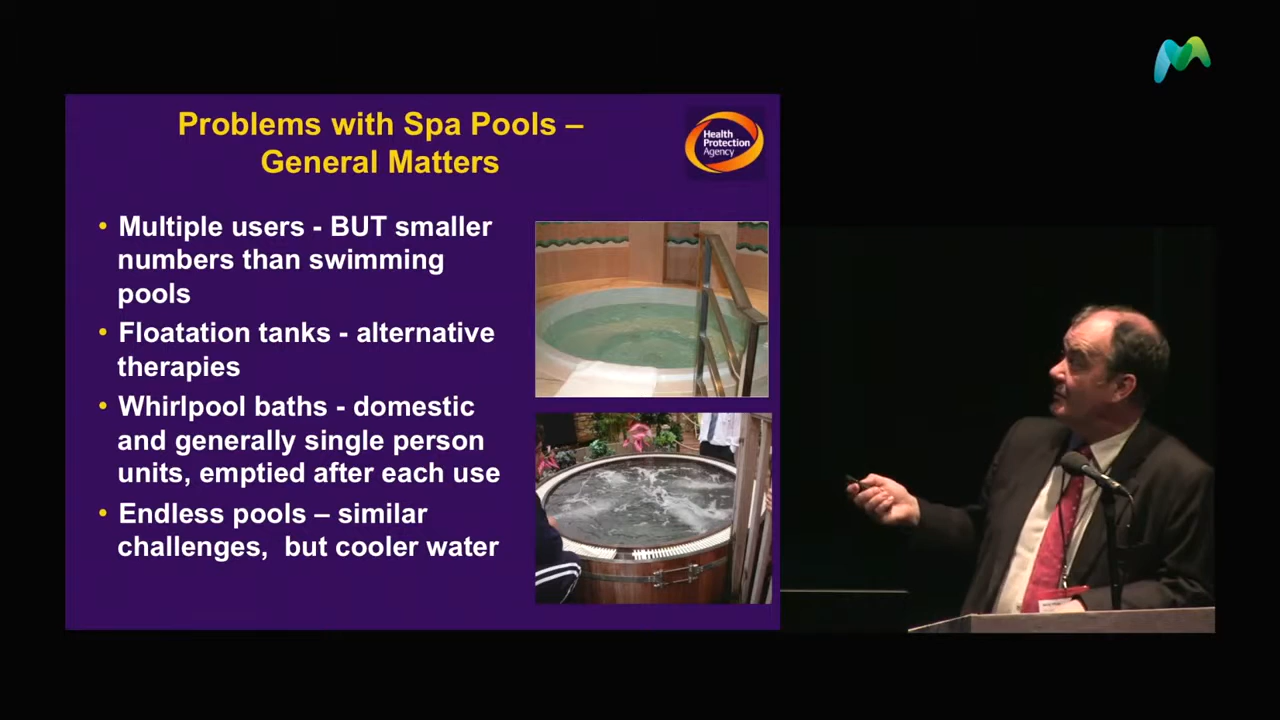 Problems with Spa Pools –
General Matters
Health
Protection
Agency
• Multiple users - BUT smaller
numbers than swimming
pools
• Floatation tanks - alternative
therapies
• Whirlpool baths - domestic
and generally single person
units, emptied after each use
• Endless pools – similar
challenges,  but cooler water